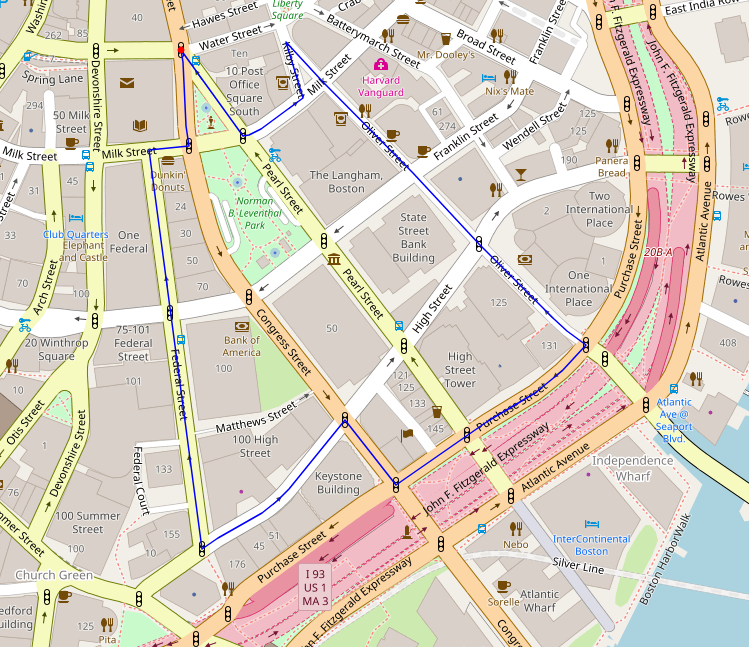 Hawes Street
Liberty
Square
Crab
Water Street
Batterymarch Street
Broad Street
Franklin Street
East India Row
Washin
262
85
Ten
Spring Lane
Devonshire Street
10 Post
Office
Square
South
Kilby Street
Milk Street
Harvard
Vanguard
Mr. Dooley's
Nix's Mate
John F. Fitzgerald Expressway
Fitzgerald Expressway
294
50 Milk
Street
Milk Street
Milk Street
Dunkin'
Donuts
Oliver Street
61
274
Franklin Street
Wendell Street
125
125
190
Panera
Bread
Rowe
45
33
Pearl Street
The Langham,
Boston
Norman
B. Leventhal
Park
24
30
50
70
70
Club Quarters
Elephant
and Castle
One
Federal
Arch Street
100
State
Street
Bank
Building
2
Two
International
Place
One
International
Place
1
Purchase Street
20B-A
Atlantic Avenue
Rowes
Rowes
408
Pearl Street
Oliver Street
125
High Street
Congress Street
50
Bank of
America
75-101
Federal
Street
20 Winthrop
Square
101
100
Federal Street
Matthews Street
131
121
125
133
145
High
Street
Tower
Purchase Street
Atlantic
Ave @
Seaport
Blvd.
Otis Street
1
Devonshire Street
Federal Court
133
100 High
Street
Keystone
Building
John F. Fitzgerald Expressway
Atlantic Avenue
Independence
Wharf
76
100 Summer
Street
155
45
51
176
Purchase Street
Nebo
InterContinental
Boston
Silver Line
Boston HarborWalk
Church Green
I 93
US 1
MA 3
n F. Fitzgerald Expressway
Sorelle
Atlantic
Wharf
125
Pita
Congr